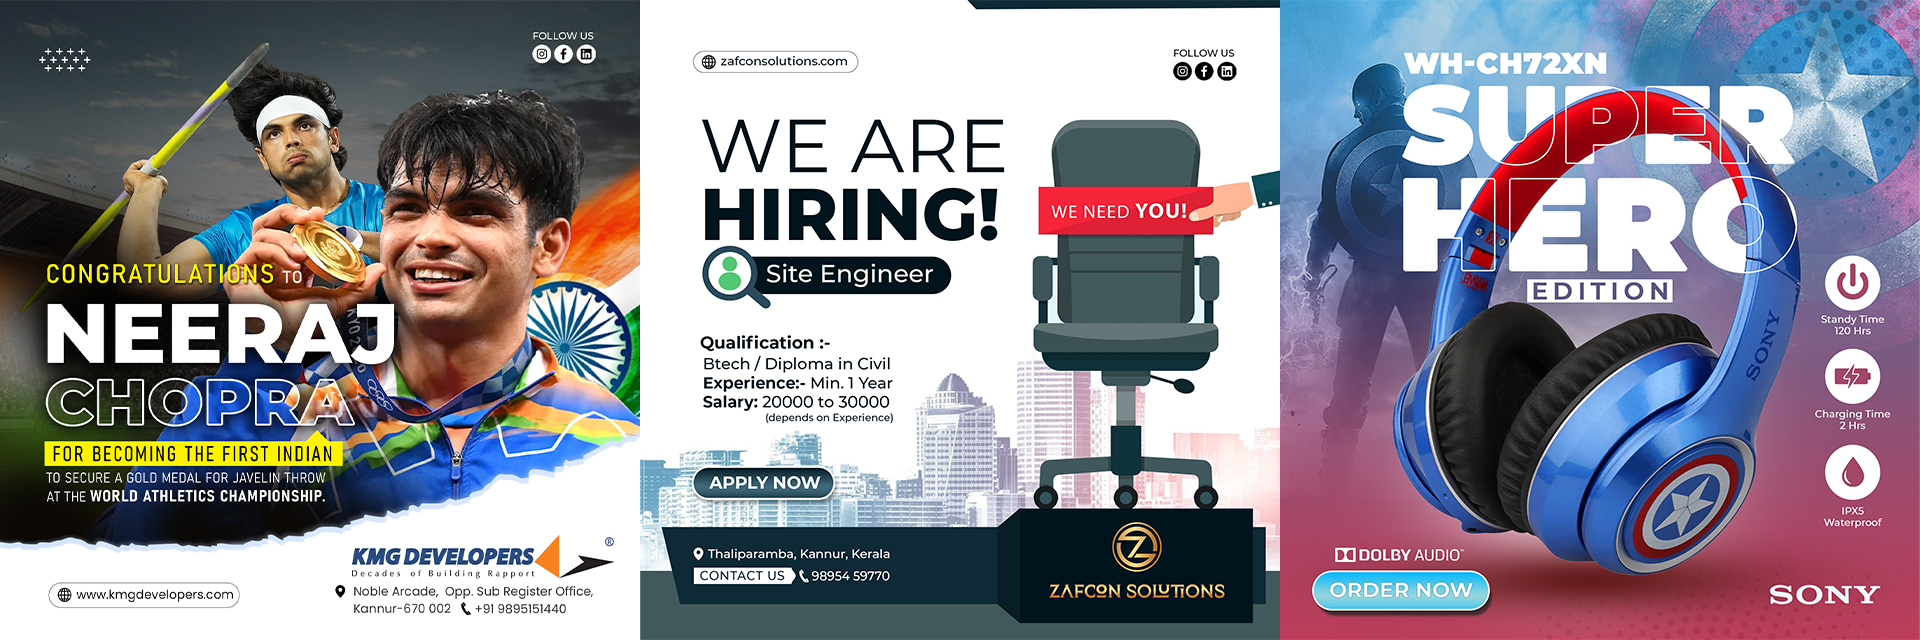 FOLLOW US
CONGRATULATIONS TO
NEERAJ
CHOPRA
FOR BECOMING THE FIRST INDIAN
TO SECURE A GOLD MEDAL FOR JAVELIN THROW
AT THE WORLD ATHLETICS CHAMPIONSHIP.
KMG DEVELOPERS ®
Decades of Building Rapport
www.kmgdevelopers.com
Noble Arcade, Opp. Sub Register Office,
Kannur-670 002 +91 9895151440
zafconsolutions.com
FOLLOW US
WE ARE
HIRING!
Site Engineer
WE NEED YOU!
Qualification :-
Btech / Diploma in Civil
Experience:- Min. 1 Year
Salary: 20000 to 30000
(depends on Experience)
APPLY NOW
Thaliparamba, Kannur, Kerala
CONTACT US 98954 59770
ZAFCON SOLUTIONS
WH-CH72XN
SUPER
HERO
EDITION
SONY
Standy Time
120 Hrs
Charging Time
2 Hrs
IPX5
Waterproof
DOLBY AUDIO™
ORDER NOW
SONY